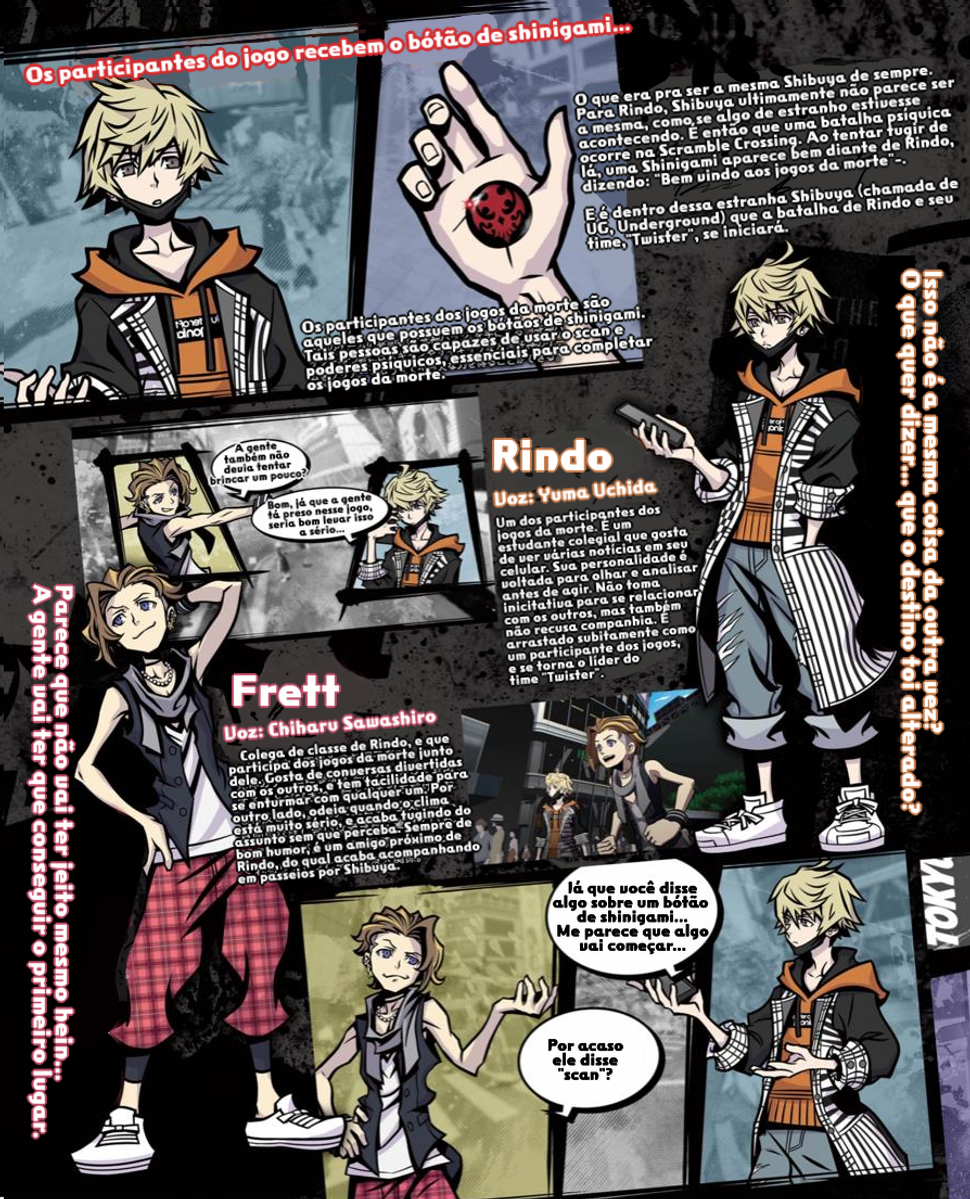 Os participantes do jogo recebem o bótão de shinigami...
O que era pra ser a mesma Shibuya de sempre.
Para Rindo, Shibuya ultimamente não parece ser
a mesma, como se algo de estranho estivesse
acontecendo. É então que uma batalha psíquica
ocorre na Scramble Crossing. Ao tentar fugir de
lá, uma Shinigami aparece bem diante de Rindo,
dizendo: "Bem vindo aos jogos da morte"-.
E é dentro dessa estranha Shibuya (chamada de
UG, Underground) que a batalha de Rindo e seu
time, "Twister", se iniciará.
Os participantes dos jogos da morte são
aqueles que possuem os bótãos de shinigami.
Tais pessoas são capazes de usar o scan e
poderes psíquicos, essenciais para completar
os jogos da morte.
Isso não é a mesma coisa da outra vez?
O que quer dizer... que o destino foi alterado?
A gente
também não
devia tentar
brincar um pouco?
Bom, já que a gente
tá preso nesse jogo,
seria bom levar isso
a sério...
Rindo
Voz: Yuma Uchida
Um dos participantes dos
jogos da morte. É um
estudante colegial que gosta
de ver várias notícias em seu
celular. Sua personalidade é
voltada para olhar e analisar
antes de agir. Não toma
inicitativa para se relacionar
com os outros, mas também
não recusa companhia. É
arrastado subitamente como
um participante dos jogos,
e se torna o líder do
time "Twister".
Parece que não vai ter jeito mesmo hein...
A gente vai ter que conseguir o primeiro lugar.
Frett
Voz: Chiharu Sawashiro
Colega de classe de Rindo, e que
participa dos jogos da morte junto
dele. Gosta de conversas divertidas
com os outros, e tem facilidade para
se enturmar com qualquer um. Por
outro lado, odeia quando o clima
está muito sério, e acaba fugindo do
assunto sem que perceba. Sempre de
bom humor, é um amigo próximo de
Rindo, do qual acaba acompanhando
em passeios por Shibuya.
Já que você disse
algo sobre um bótão
de shinigami...
Me parece que algo
vai começar...
Por acaso
ele disse
"scan"?